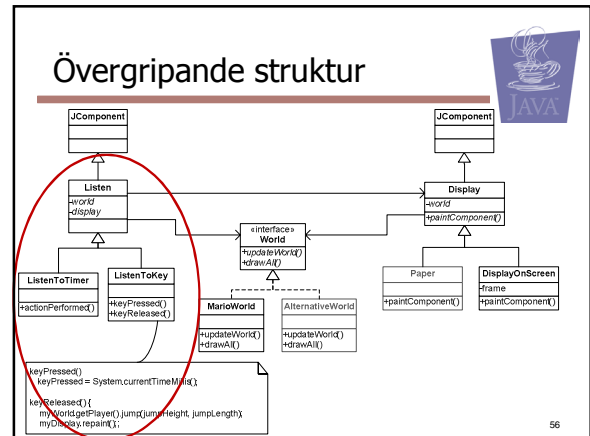 Övergripande struktur
JAVA
JComponent
JComponent
Listen
-world
-display
Display
-world
+paintComponent()
«interface»
World
+updateWorld()
+drawAll()
ListenToTimer
+actionPerformed()
ListenToKey
+keyPressed()
+keyReleased()
MarioWorld
+updateWorld()
+drawAll()
AlternativeWorld
+updateWorld()
+drawAll()
Paper
+paintComponent()
DisplayOnScreen
-frame
+paintComponent()
keyPressed()
keyPressed = System.currentTimeMillis();
keyReleased() {
myWorld.getPlayer().jump(jumpHeight, jumpLength);
myDisplay.repaint();;
56